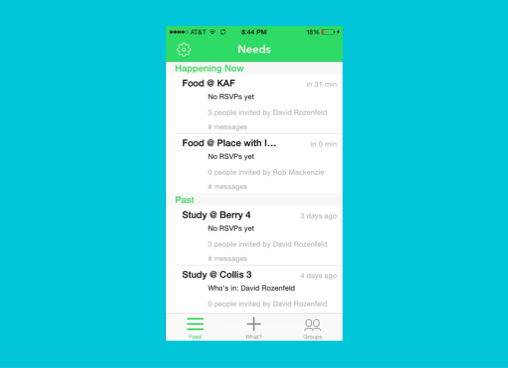 AT&T 8:44 PM 18%
Needs
Happening Now
Food @ KAF in 31 min
No RSVPs yet
3 people invited by David Rozenfeld
# messages
Food @ Place with I... in 0 min
No RSVPs yet
0 people invited by Rob Mackenzie
# messages
Past
Study @ Berry 4 3 days ago
No RSVPs yet
3 people invited by David Rozenfeld
# messages
Study @ Collis 3 4 days ago
Who's in: David Rozenfeld
0 people invited by David Rozenfeld
Feed What? Groups